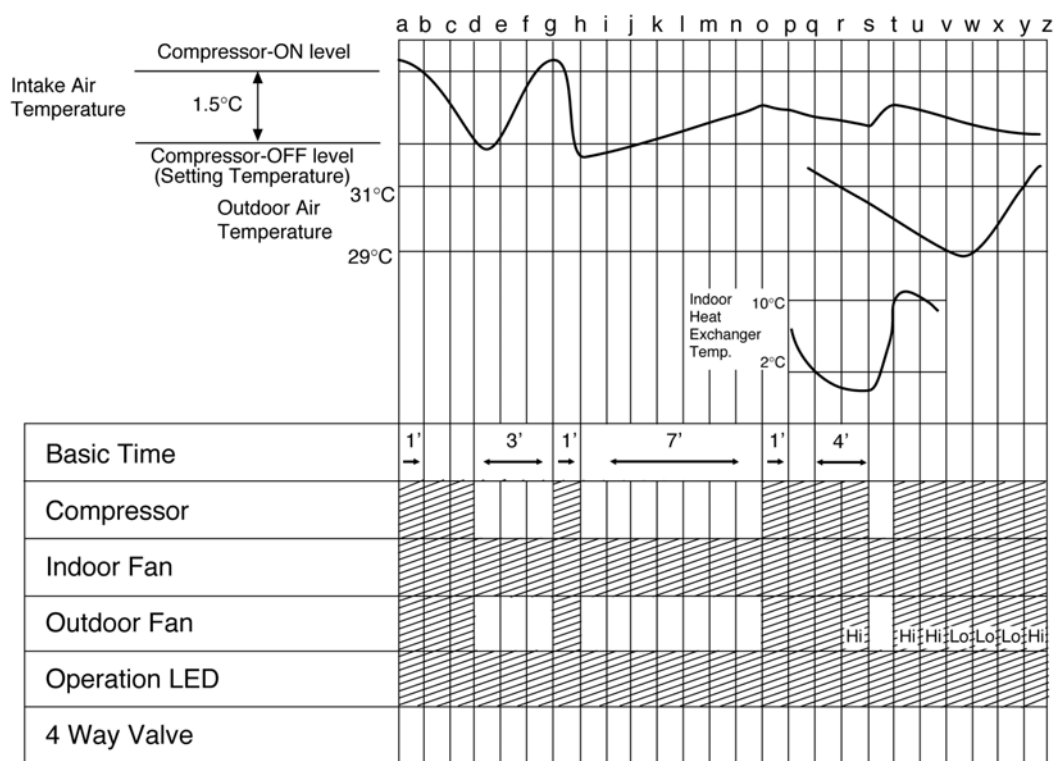 a b c d e f g h i j k l m n o p q r s t u v w x y z
Compressor-ON level
Intake Air
Temperature
1.5°C
Compressor-OFF level
(Setting Temperature)
31°C
Outdoor Air
Temperature
29°C
Indoor
Heat
Exchanger
Temp.
10°C
2°C
Basic Time 1’ 3’ 1’ 7’ 1’ 4’
Compressor
Indoor Fan
Outdoor Fan Hi Hi Hi Lo Lo Lo Hi
Operation LED
4 Way Valve